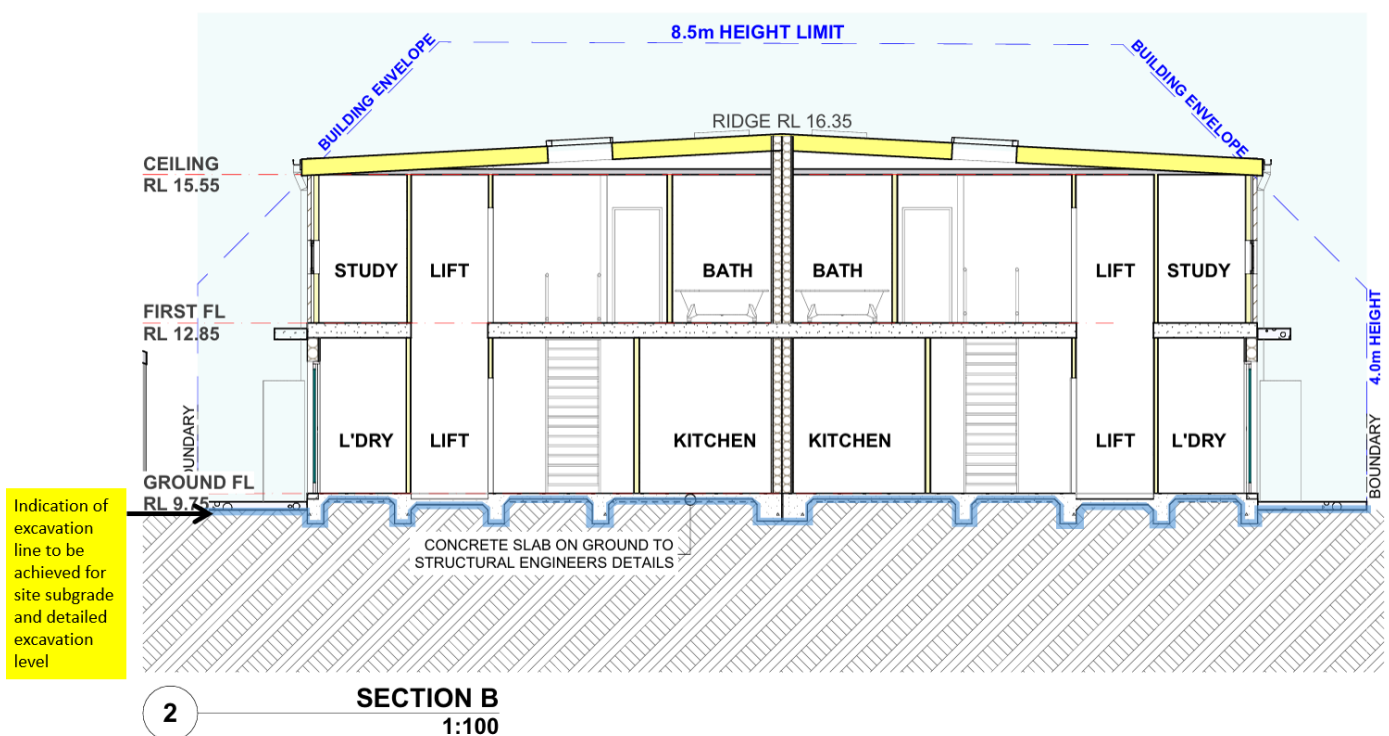 8.5m HEIGHT LIMIT
BUILDING ENVELOPE
BUILDING ENVELOPE
RIDGE RL 16.35
CEILING
RL 15.55
STUDY LIFT BATH BATH LIFT STUDY
FIRST FL
RL 12.85
4.0m HEIGHT
UNDARY
BOUNDARY
L'DRY LIFT KITCHEN KITCHEN LIFT L'DRY
GROUND FL
RL 9.75
Indication of
excavation
line to be
achieved for
site subgrade
and detailed
excavation
level
CONCRETE SLAB ON GROUND TO
STRUCTURAL ENGINEERS DETAILS
2
SECTION B
1:100